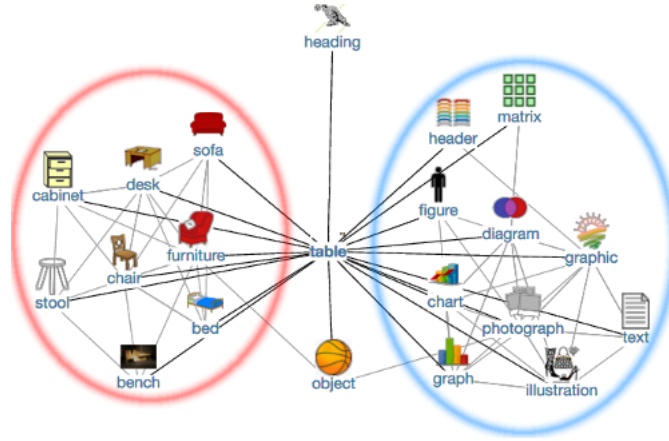 heading
matrix
header
sofa
desk
cabinet
figure
diagram
furniture
table
graphic
chair
stool
chart
photograph
bed
text
bench
object
graph
illustration